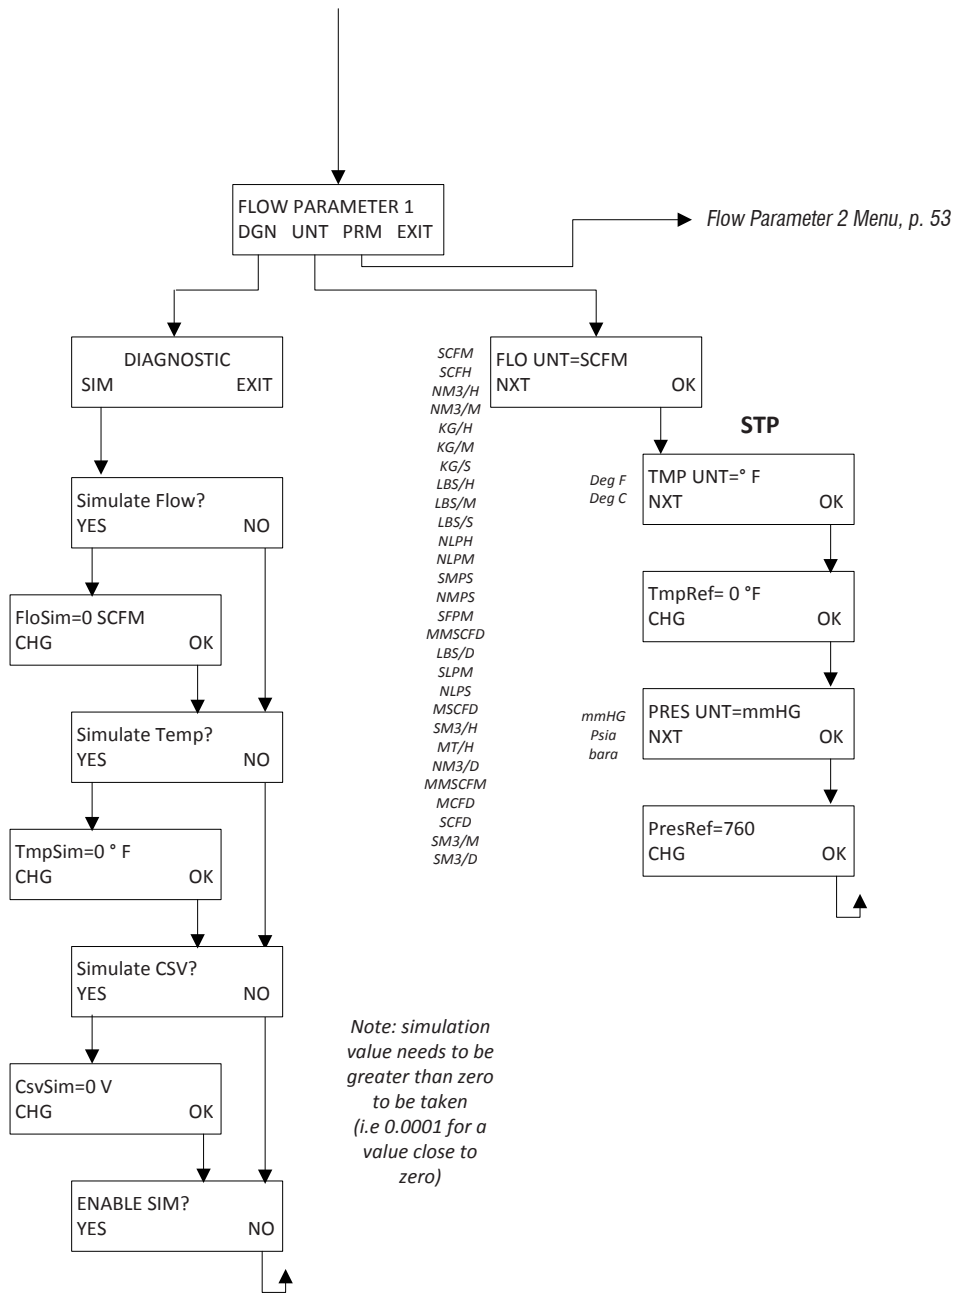 FLOW PARAMETER 1
DGN UNT PRM EXIT
Flow Parameter 2 Menu, p. 53
DIAGNOSTIC
SIM EXIT
Simulate Flow?
YES NO
FloSim=0 SCFM
CHG OK
Simulate Temp?
YES NO
TmpSim=0 ° F
CHG OK
Simulate CSV?
YES NO
CsvSim=0 V
CHG OK
ENABLE SIM?
YES NO
SCFM
SCFH
NM3/H
NM3/M
KG/H
KG/M
KG/S
LBS/H
LBS/M
LBS/S
NLPH
NLPM
SMPS
NMPS
SFPM
MMSCFD
LBS/D
SLPM
NLPS
MSCFD
SM3/H
MT/H
NM3/D
MMSCFM
MCFD
SCFD
SM3/M
SM3/D
FLO UNT=SCFM
NXT OK
STP
Deg F
Deg C
TMP UNT=° F
NXT OK
TmpRef= 0 °F
CHG OK
mmHG
Psia
bara
PRES UNT=mmHG
NXT OK
PresRef=760
CHG OK
Note: simulation
value needs to be
greater than zero
to be taken
(i.e 0.0001 for a
value close to
zero)